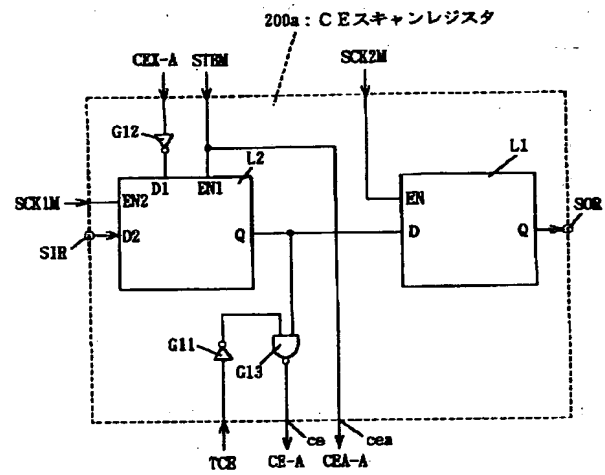 200a：ＣＥスキャンレジスタ
CEX-A STBM SCK2M
G12
L2
L1
D1 EN1
SCK1M
EN2
EN
SIR
D2
Q
D
Q
SOR
G11
G13
ce
cea
TCE
CE-A
CEA-A